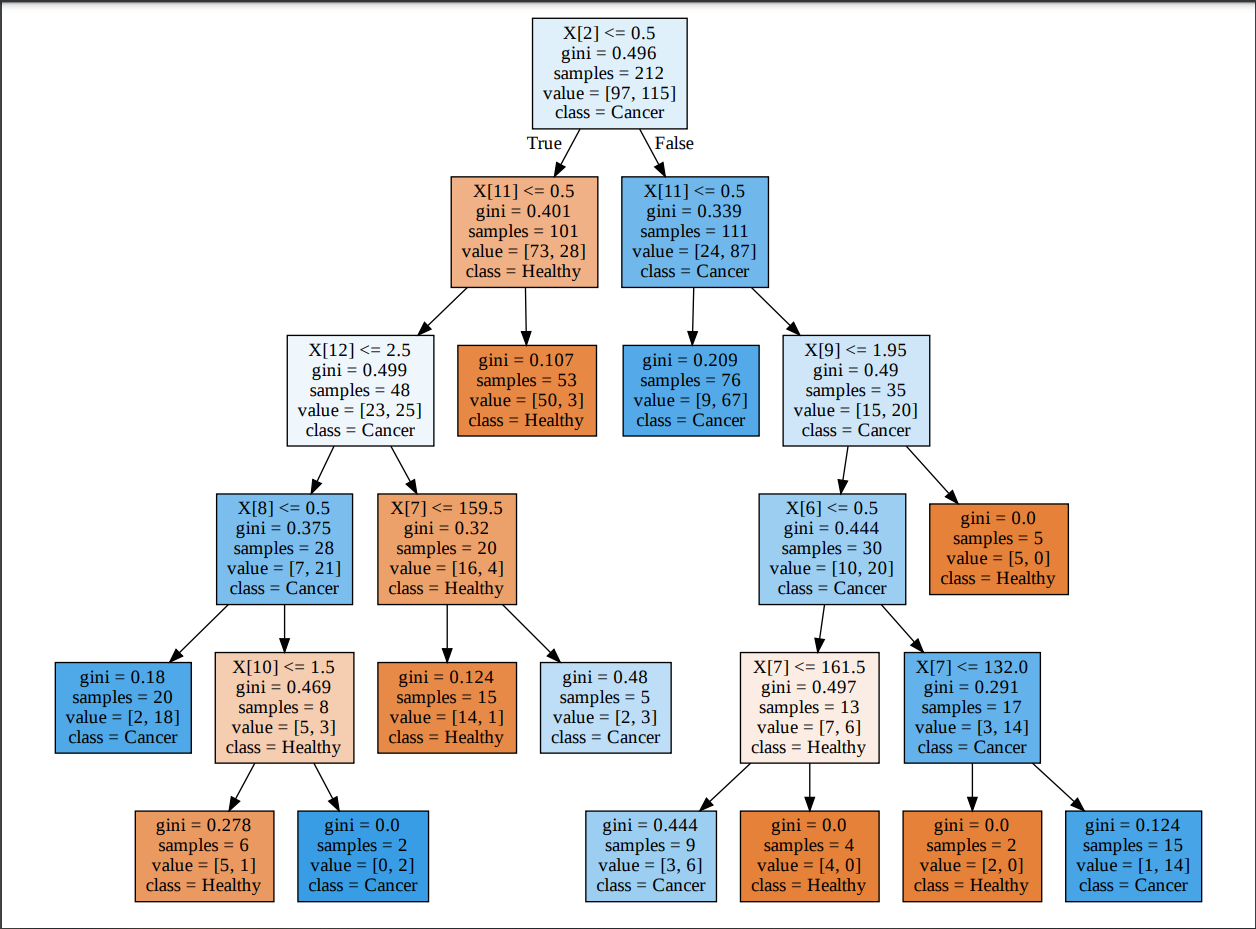 X[2] <= 0.5
gini = 0.496
samples = 212
value = [97, 115]
class = Cancer
True
False
X[11] <= 0.5
gini = 0.401
samples = 101
value = [73, 28]
class = Healthy
X[11] <= 0.5
gini = 0.339
samples = 111
value = [24, 87]
class = Cancer
X[12] <= 2.5
gini = 0.499
samples = 48
value = [23, 25]
class = Cancer
gini = 0.107
samples = 53
value = [50, 3]
class = Healthy
gini = 0.209
samples = 76
value = [9, 67]
class = Cancer
X[9] <= 1.95
gini = 0.49
samples = 35
value = [15, 20]
class = Cancer
X[8] <= 0.5
gini = 0.375
samples = 28
value = [7, 21]
class = Cancer
X[7] <= 159.5
gini = 0.32
samples = 20
value = [16, 4]
class = Healthy
X[6] <= 0.5
gini = 0.444
samples = 30
value = [10, 20]
class = Cancer
gini = 0.0
samples = 5
value = [5, 0]
class = Healthy
gini = 0.18
samples = 20
value = [2, 18]
class = Cancer
X[10] <= 1.5
gini = 0.469
samples = 8
value = [5, 3]
class = Healthy
gini = 0.124
samples = 15
value = [14, 1]
class = Healthy
gini = 0.48
samples = 5
value = [2, 3]
class = Cancer
X[7] <= 161.5
gini = 0.497
samples = 13
value = [7, 6]
class = Healthy
X[7] <= 132.0
gini = 0.291
samples = 17
value = [3, 14]
class = Cancer
gini = 0.278
samples = 6
value = [5, 1]
class = Healthy
gini = 0.0
samples = 2
value = [0, 2]
class = Cancer
gini = 0.444
samples = 9
value = [3, 6]
class = Cancer
gini = 0.0
samples = 4
value = [4, 0]
class = Healthy
gini = 0.0
samples = 2
value = [2, 0]
class = Healthy
gini = 0.124
samples = 15
value = [1, 14]
class = Cancer